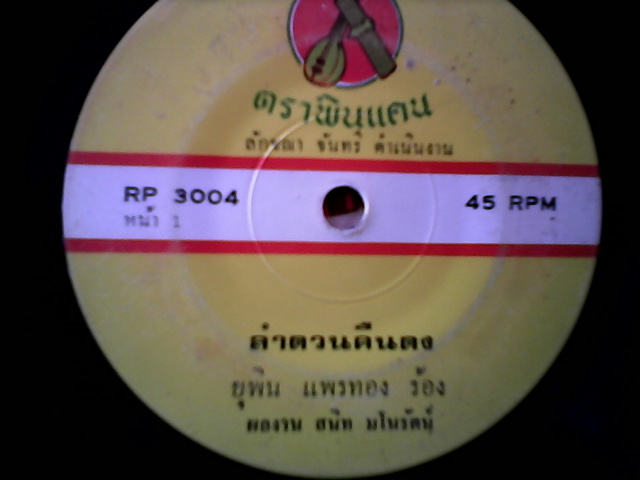 ตราพิณแคน
ลักขณา จันทร์ ดำเนินงาน
RP 3004
45 RPM
หน้า 1
ลำดวนคืนดง
ยุพิน แพรทอง ร้อง
ผลงาน สนิท มโนรัตน์